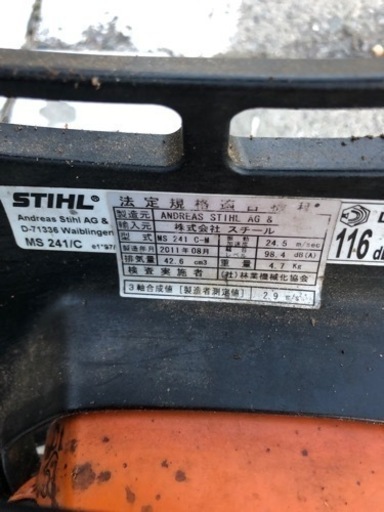 STIHL
Andreas Stihl AG &
D-71336 Waiblingen
MS 241/C
法定規格
製造元 ANDREAS STIHL AG &
輸入元 株式会社 スチール
型式 MS 241 C-M 24.5 m/sec
製造年月 2011年08月 98.4 dB(A)
排気量 42.6 cm3 重量 4.7 Kg
検査実施者 (社)林業機械化協会
3軸合成値 [製造者測定値] 2.9
116